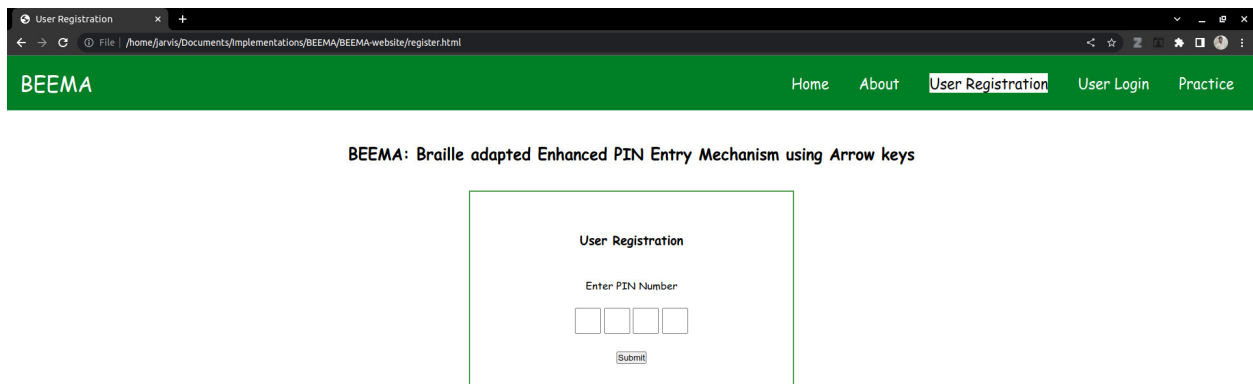 User Registration
File | /home/jarvis/Documents/Implementations/BEEMA/BEEMA-website/register.html
BEEMA Home About User Registration User Login Practice
BEEMA: Braille adapted Enhanced PIN Entry Mechanism using Arrow keys
User Registration
Enter PIN Number
Submit